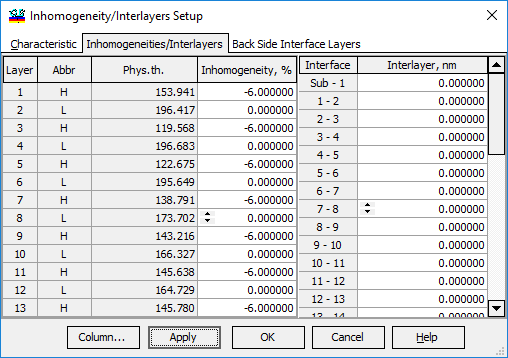 Inhomogeneity/Interlayers Setup
Characteristic Inhomogeneities/Interlayers Back Side Interface Layers
Layer Abbr Phys.th. Inhomogeneity, % Interface Interlayer, nm
1 H 153.941 -6.000000 Sub - 1 0.000000
2 L 196.417 0.000000 1 - 2 0.000000
3 H 119.568 -6.000000 2 - 3 0.000000
4 L 196.683 0.000000 3 - 4 0.000000
5 H 122.675 -6.000000 4 - 5 0.000000
6 L 195.649 0.000000 5 - 6 0.000000
7 H 138.791 -6.000000 6 - 7 0.000000
8 L 173.702 0.000000 7 - 8 0.000000
9 H 143.216 -6.000000 8 - 9 0.000000
10 L 166.327 0.000000 9 - 10 0.000000
11 H 145.638 -6.000000 10 - 11 0.000000
12 L 164.729 0.000000 11 - 12 0.000000
13 H 145.780 -6.000000 12 - 13 0.000000
13 - 14 0.000000
Column... Apply OK Cancel Help